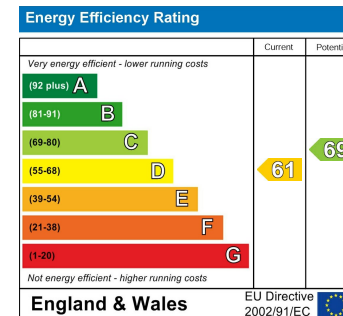 Energy Efficiency Rating
Current
Very energy efficient - lower running costs
(92 plus) A
(81-91) B
(69-80) C
69
(55-68) D
61
(39-54) E
(21-38) F
(1-20) G
Not energy efficient - higher running costs
England & Wales
EU Directive
2002/91/EC